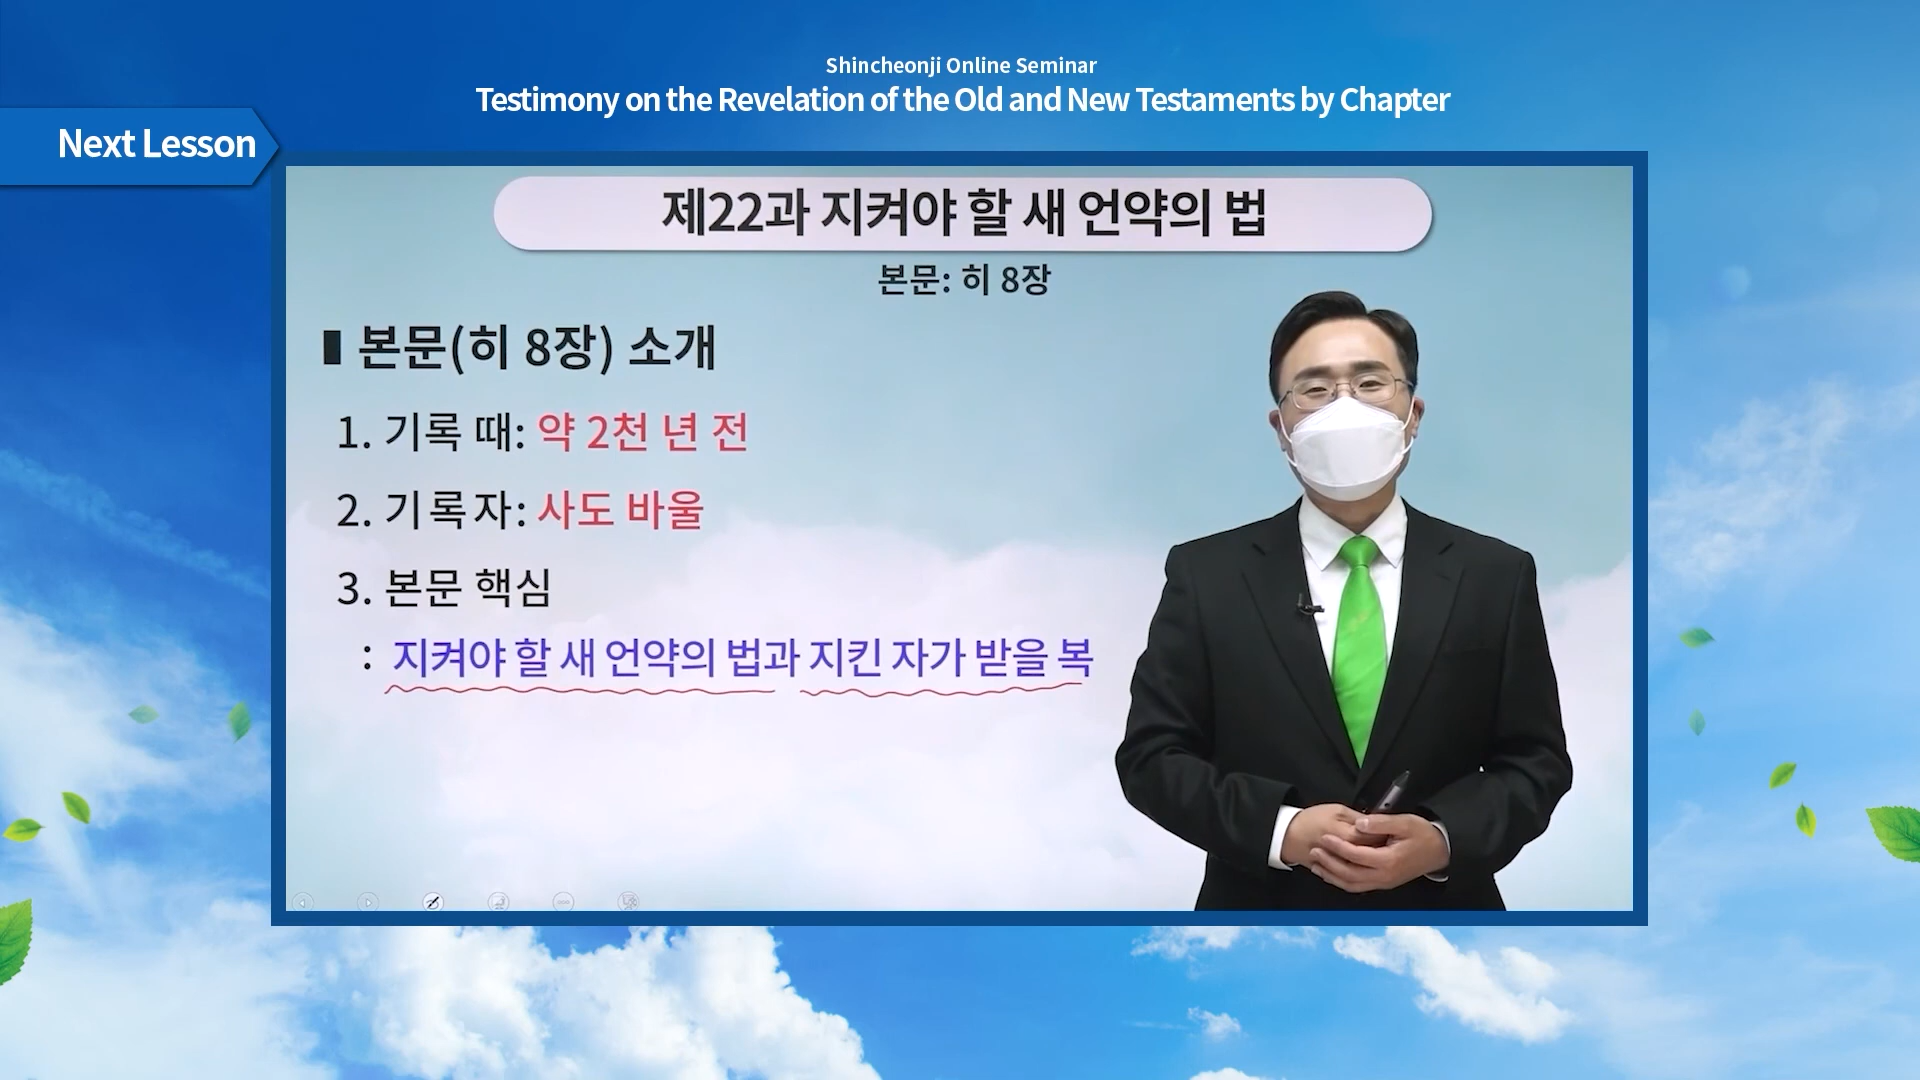 Shincheonji Online Seminar
Testimony on the Revelation of the Old and New Testaments by Chapter
Next Lesson
제22과 지켜야 할 새 언약의 법
본문: 히 8장
본문(히 8장) 소개
1. 기록 때: 약 2천 년 전
2. 기록자: 사도 바울
3. 본문 핵심
: 지켜야 할 새 언약의 법과 지킨 자가 받을 복